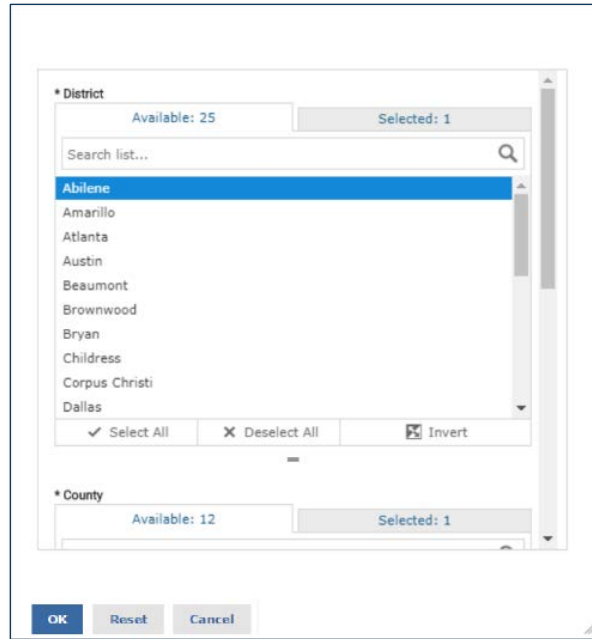 * District
Available: 25 Selected: 1
Search list...
Abilene
Amarillo
Atlanta
Austin
Beaumont
Brownwood
Bryan
Childress
Corpus Christi
Dallas
Select All Deselect All Invert
* County
Available: 12 Selected: 1
OK Reset Cancel